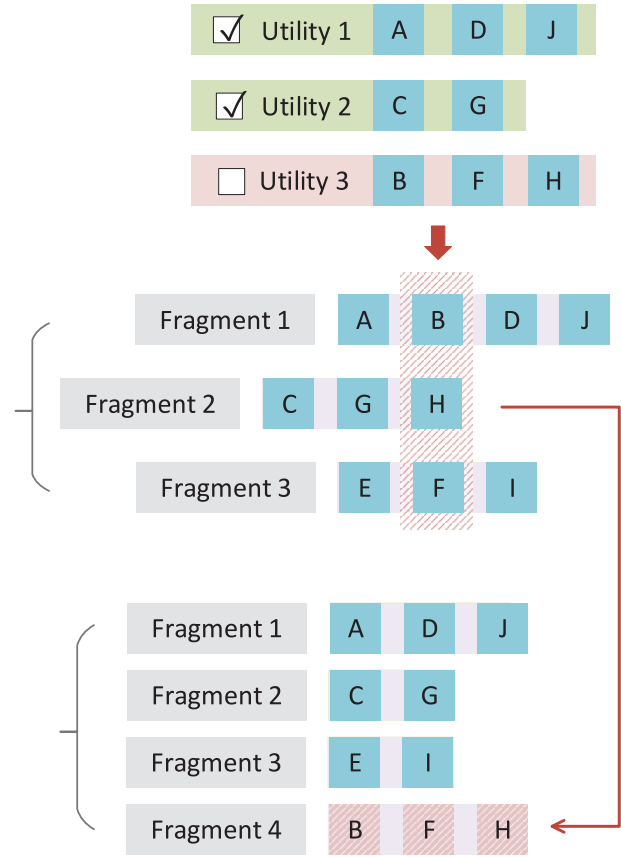 Utility 1 A D J
Utility 2 C G
Utility 3 B F H
Fragment 1 A B D J
Fragment 2 C G H
Fragment 3 E F I
Fragment 1 A D J
Fragment 2 C G
Fragment 3 E I
Fragment 4 B F H